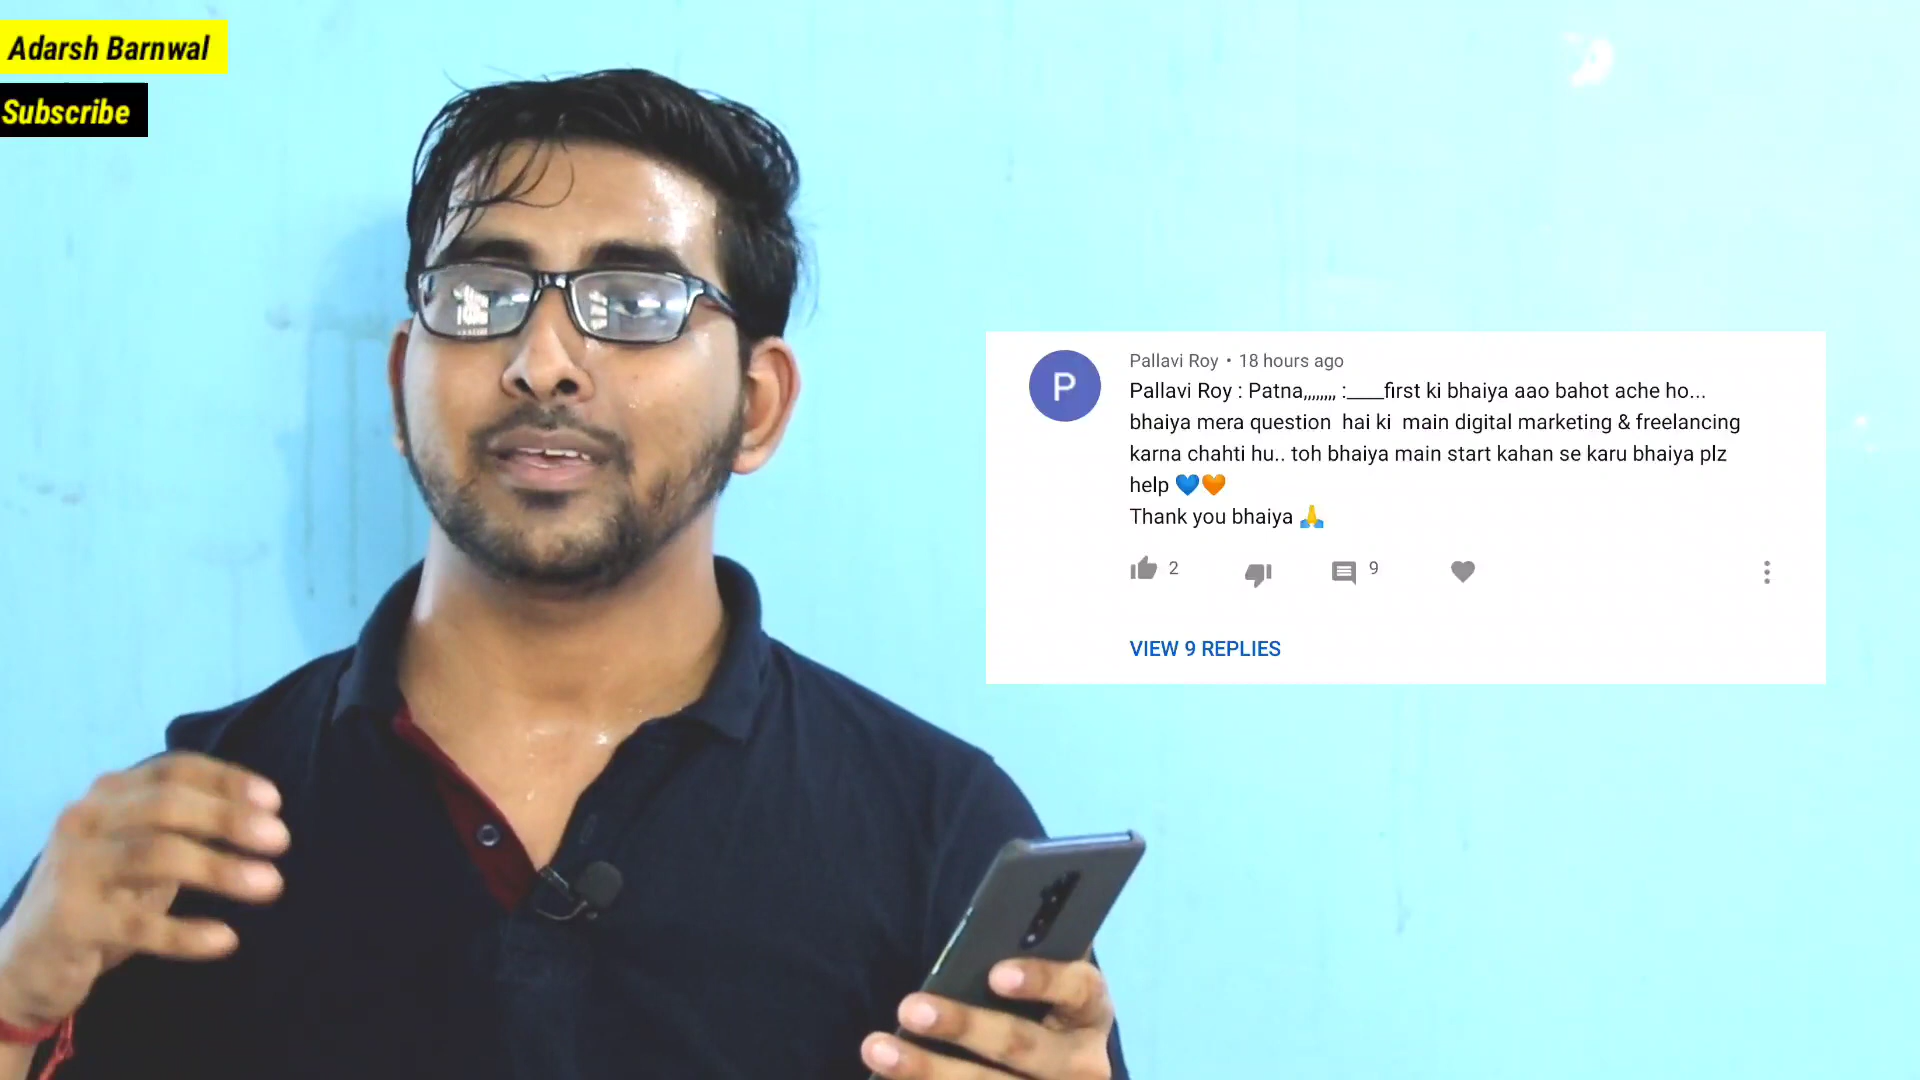 Adarsh Barnwal
Subscribe
Pallavi Roy • 18 hours ago
P
Pallavi Roy : Patna,,,,,,,, :____first ki bhaiya aao bahot ache ho...
bhaiya mera question hai ki main digital marketing & freelancing
karna chahti hu.. toh bhaiya main start kahan se karu bhaiya plz
help 💙🧡
Thank you bhaiya 🙏
2
9
VIEW 9 REPLIES